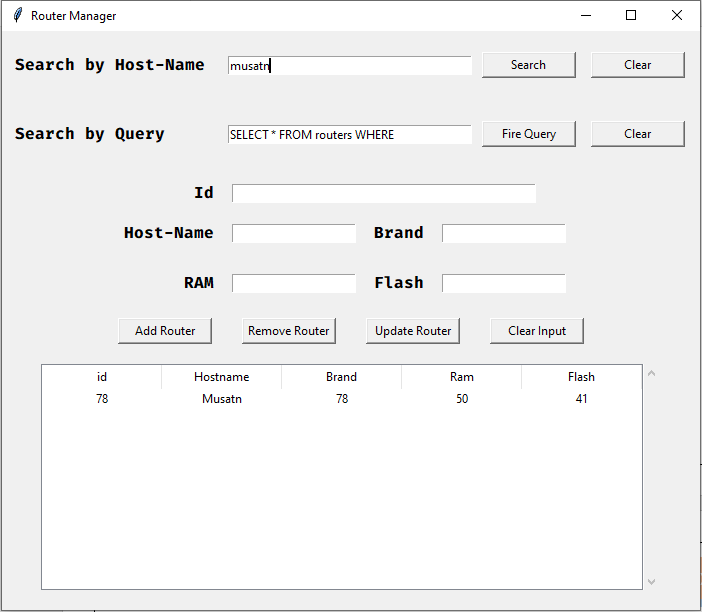 Router Manager
Search by Host-Name musatn Search Clear
Search by Query SELECT * FROM routers WHERE Fire Query Clear
Id
Host-Name Brand
RAM Flash
Add Router Remove Router Update Router Clear Input
id Hostname Brand Ram Flash
78 Musatn 78 50 41